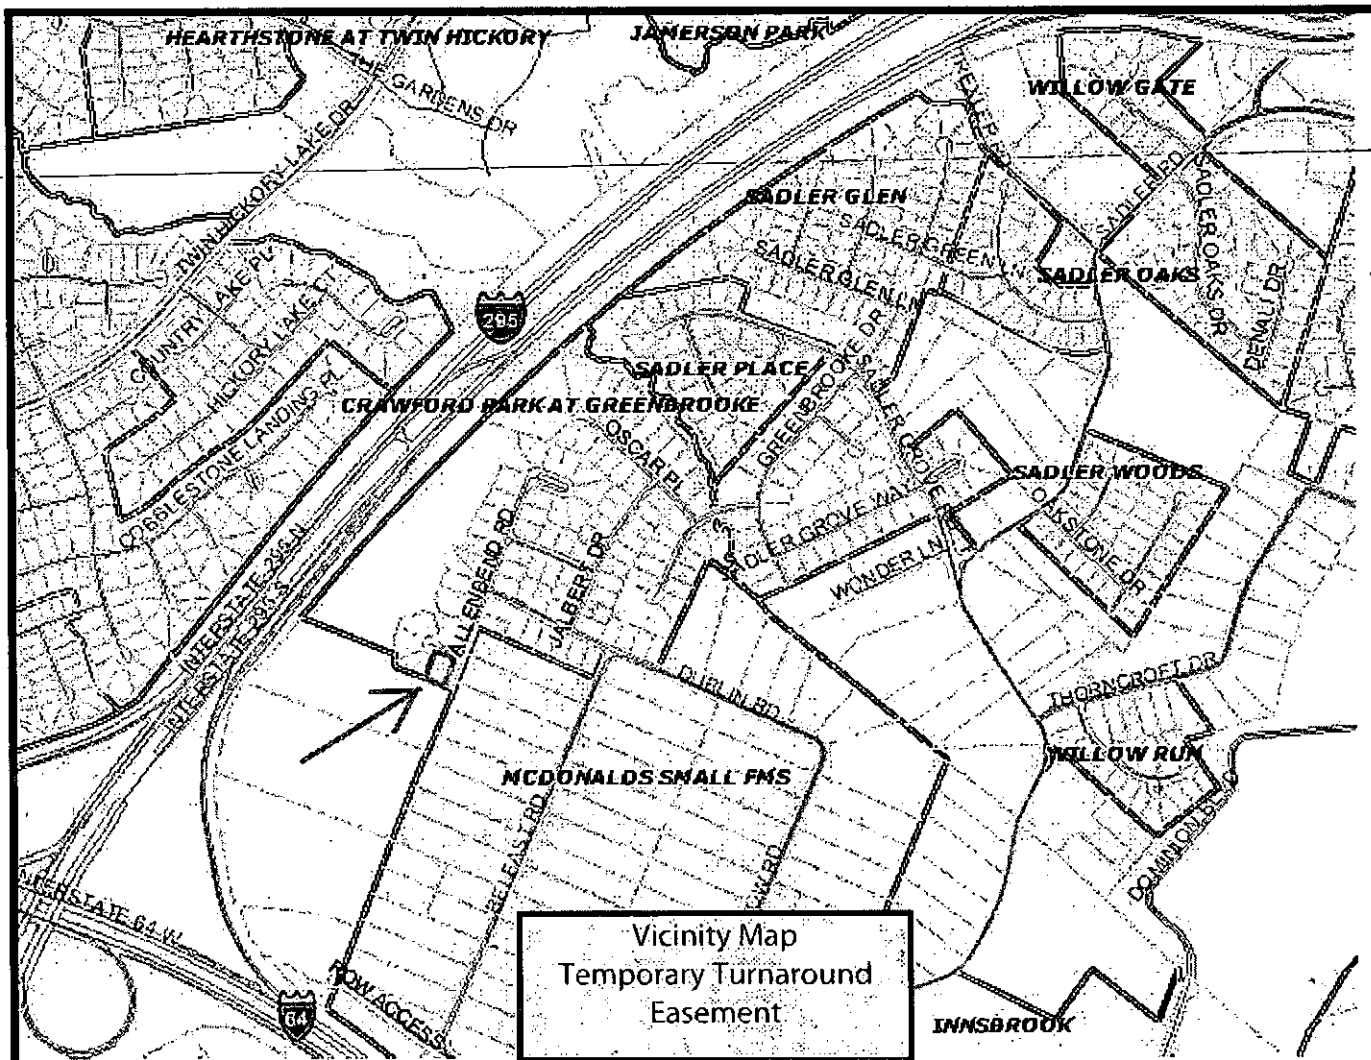 HEARTHSTONE AT TWIN HICKORY
JAMERSON PARK
THE GARDENS DR
TWIN HICKORY LAKE DR
WILLOW GATE
SADLER RD
SADLER OAKS DR
SADLER GLEN
SADLER GREEN LN
SADLER GLEN LN
SADLER OAKS
DENALI DR
COUNTRY LAKE PL
HICKORY LAKE CT
COBBLESTONE LANDING PL
295
SADLER PLACE
GREENBROOKE DR
CRAWFORD PARK AT GREENBROOKE
OSCAR PL
SADLER GROVE
SADLER WOODS
OAKSTONE DR
SADLER GROVE WAY
WONDER LN
INTERSTATE 295 N
INTERSTATE 295 S
ALLENBEND RD
JALBERT DR
DUBLIN RD
THORNCROFT DR
WILLOW RUN
MCDONALDS SMALL FMS
BELFAST RD
INTERSTATE 64 W
64
ROW ACCESS
Vicinity Map
Temporary Turnaround
Easement
INNSBROOK